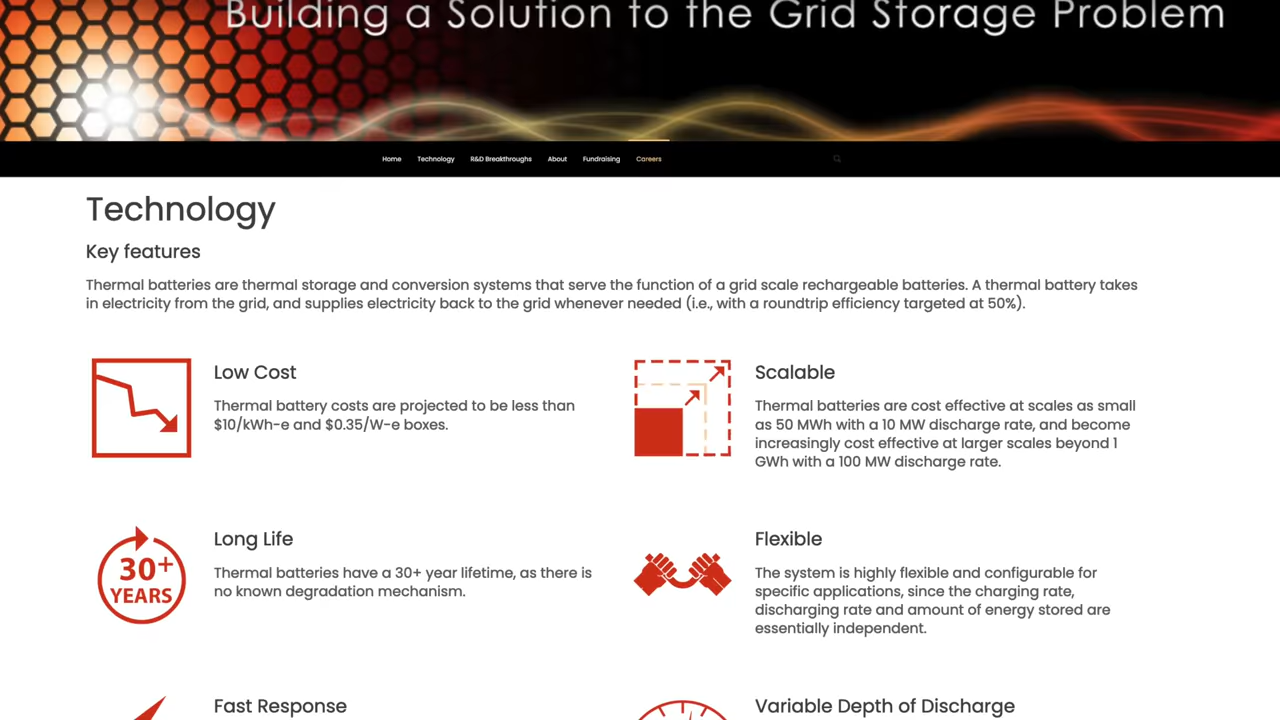 Building a Solution to the Grid Storage Problem
Home Technology R&D Breakthroughs About Fundraising Careers
Technology
Key features
Thermal batteries are thermal storage and conversion systems that serve the function of a grid scale rechargeable batteries. A thermal battery takes
in electricity from the grid, and supplies electricity back to the grid whenever needed (i.e., with a roundtrip efficiency targeted at 50%).
Low Cost
Thermal battery costs are projected to be less than
$10/kWh-e and $0.35/W-e boxes.
Scalable
Thermal batteries are cost effective at scales as small
as 50 MWh with a 10 MW discharge rate, and become
increasingly cost effective at larger scales beyond 1
GWh with a 100 MW discharge rate.
30+
YEARS
Long Life
Thermal batteries have a 30+ year lifetime, as there is
no known degradation mechanism.
Flexible
The system is highly flexible and configurable for
specific applications, since the charging rate,
discharging rate and amount of energy stored are
essentially independent.
Fast Response
Variable Depth of Discharge